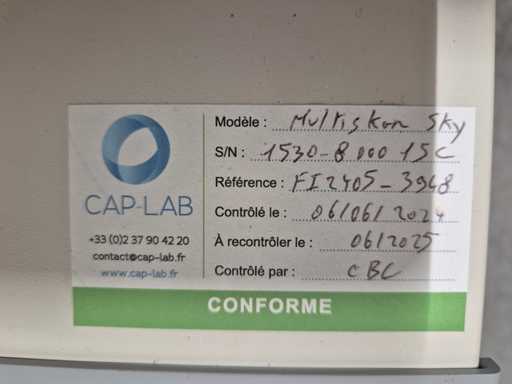 CAP-LAB
+33 (0)2 37 90 42 20
contact@cap-lab.fr
www.cap-lab.fr
Modèle : Multiskan Sky
S/N : 1530-8000 15C
Référence : FI2405-3968
Contrôlé le : 06/06/2024
À recontrôler le : 06/2025
Contrôlé par : CBC
CONFORME